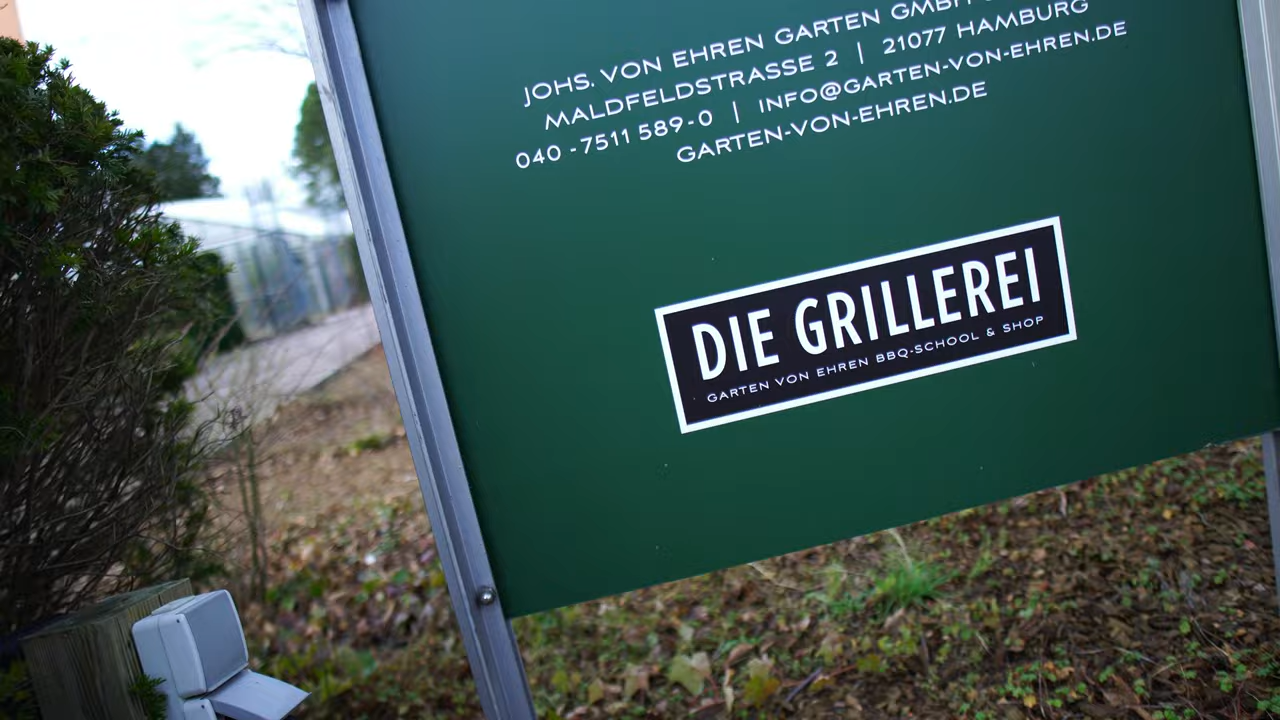 JOHS. VON EHREN GARTEN GMBH
MALDFELDSTRASSE 2 | 21077 HAMBURG
040 - 7511 589-0 | INFO@GARTEN-VON-EHREN.DE
GARTEN-VON-EHREN.DE
DIE GRILLEREI
GARTEN VON EHREN BBQ-SCHOOL & SHOP